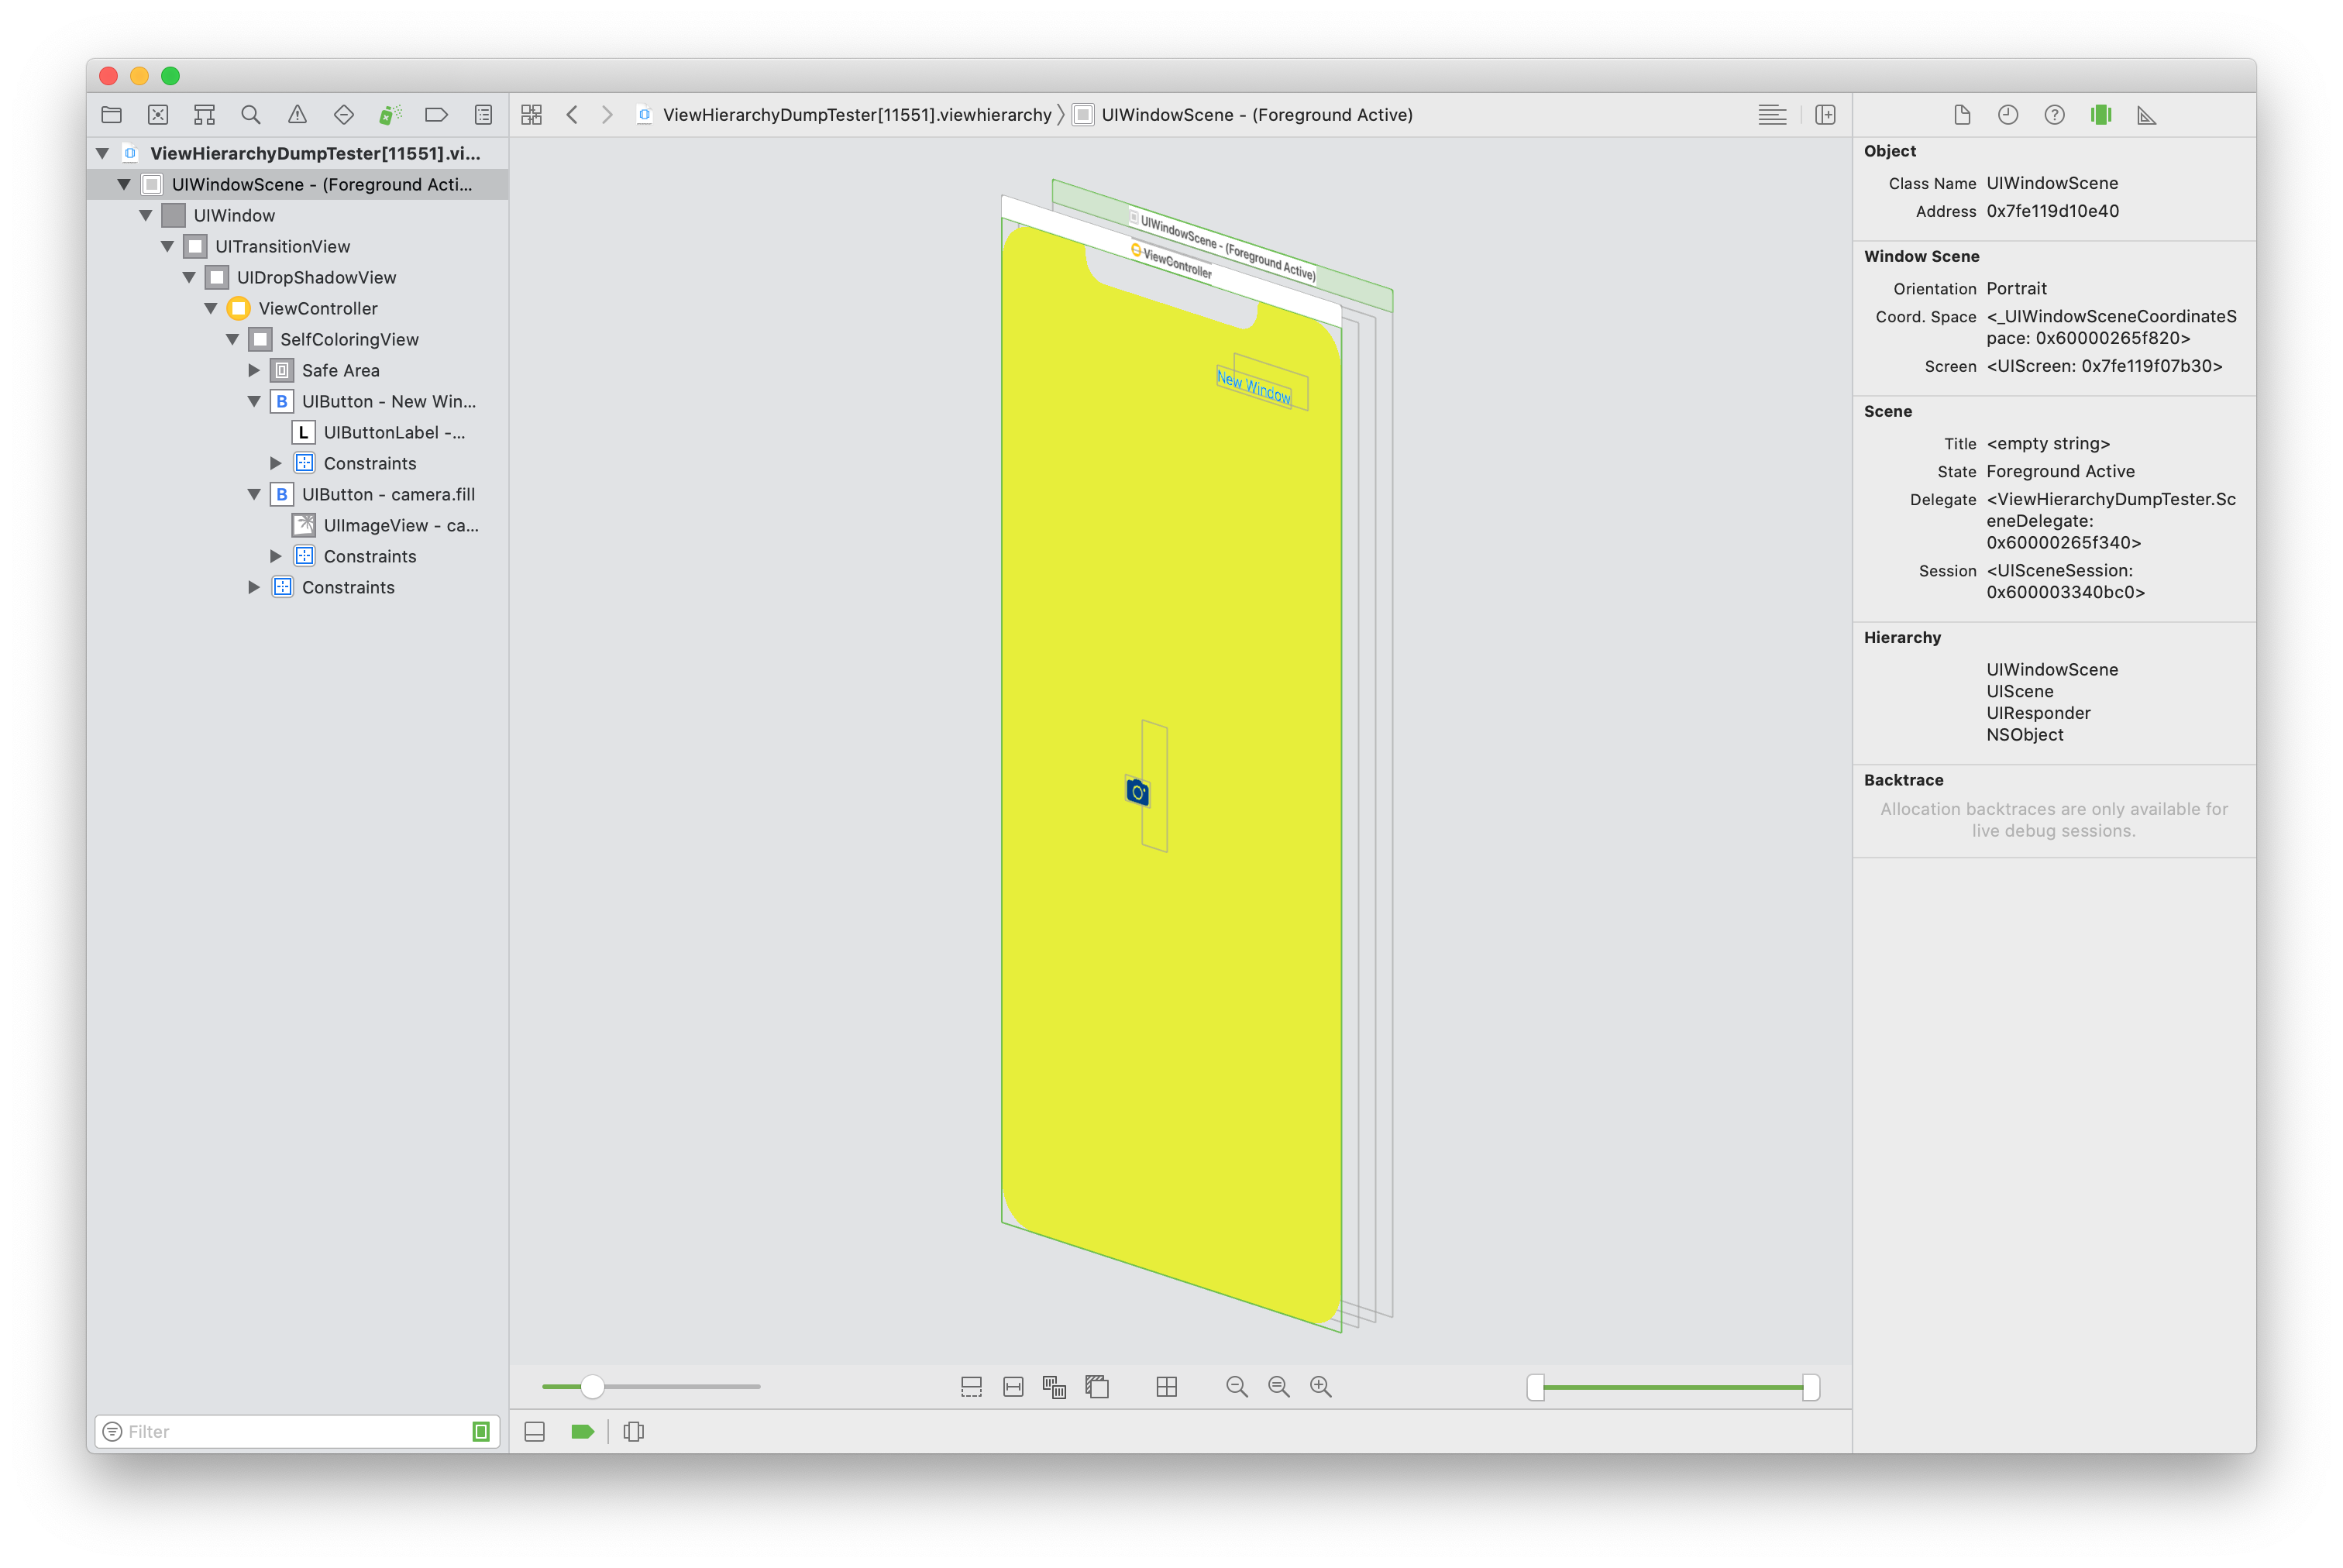 ViewHierarchyDumpTester[11551].viewhierarchy
UIWindowScene - (Foreground Active)
ViewHierarchyDumpTester[11551].vi...
UIWindowScene - (Foreground Acti...
UIWindow
UITransitionView
UIDropShadowView
ViewController
SelfColoringView
Safe Area
B UIButton - New Win...
L UIButtonLabel -...
Constraints
B UIButton - camera.fill
UIImageView - ca...
Constraints
Constraints
Filter
UIWindowScene - (Foreground Active)
ViewController
New Window
Object
Class Name UIWindowScene
Address 0x7fe119d10e40
Window Scene
Orientation Portrait
Coord. Space <_UIWindowSceneCoordinateS
pace: 0x60000265f820>
Screen <UIScreen: 0x7fe119f07b30>
Scene
Title <empty string>
State Foreground Active
Delegate <ViewHierarchyDumpTester.Sc
eneDelegate:
0x60000265f340>
Session <UISceneSession:
0x600003340bc0>
Hierarchy
UIWindowScene
UIScene
UIResponder
NSObject
Backtrace
Allocation backtraces are only available for
live debug sessions.